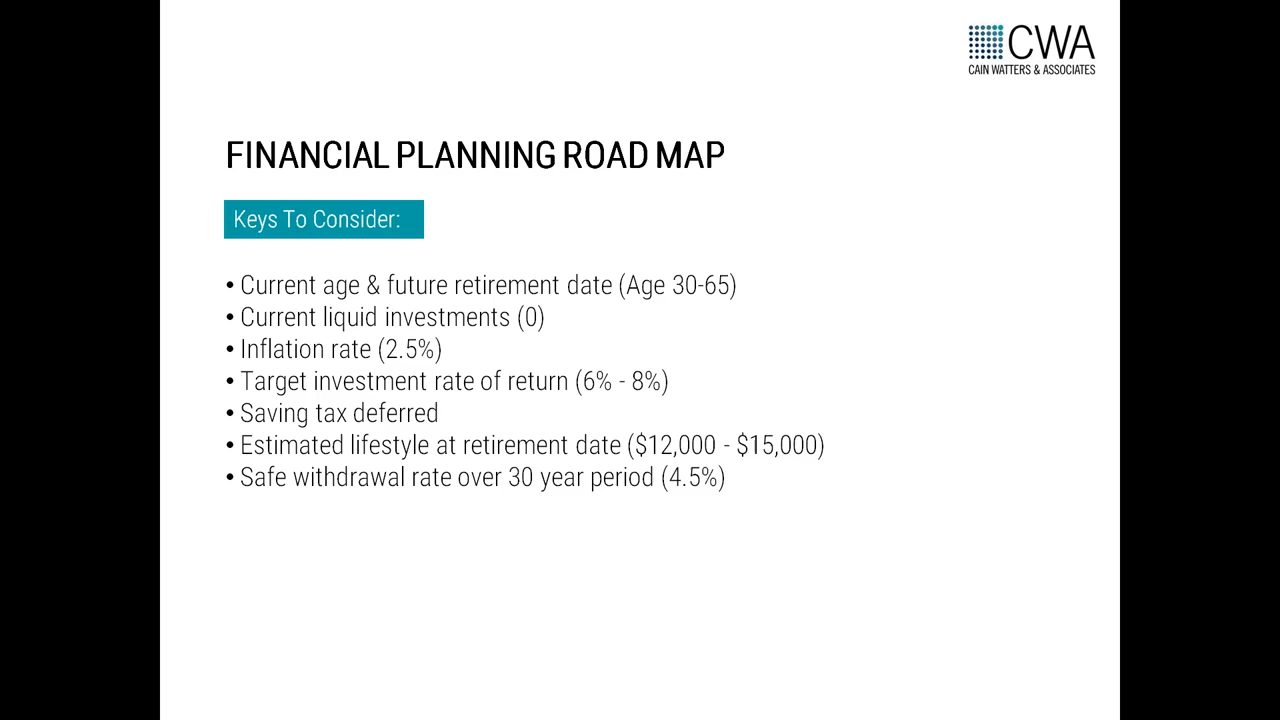 CWA
CAIN WATTERS & ASSOCIATES
FINANCIAL PLANNING ROAD MAP
Keys To Consider:
• Current age & future retirement date (Age 30-65)
• Current liquid investments (0)
• Inflation rate (2.5%)
• Target investment rate of return (6% - 8%)
• Saving tax deferred
• Estimated lifestyle at retirement date ($12,000 - $15,000)
• Safe withdrawal rate over 30 year period (4.5%)